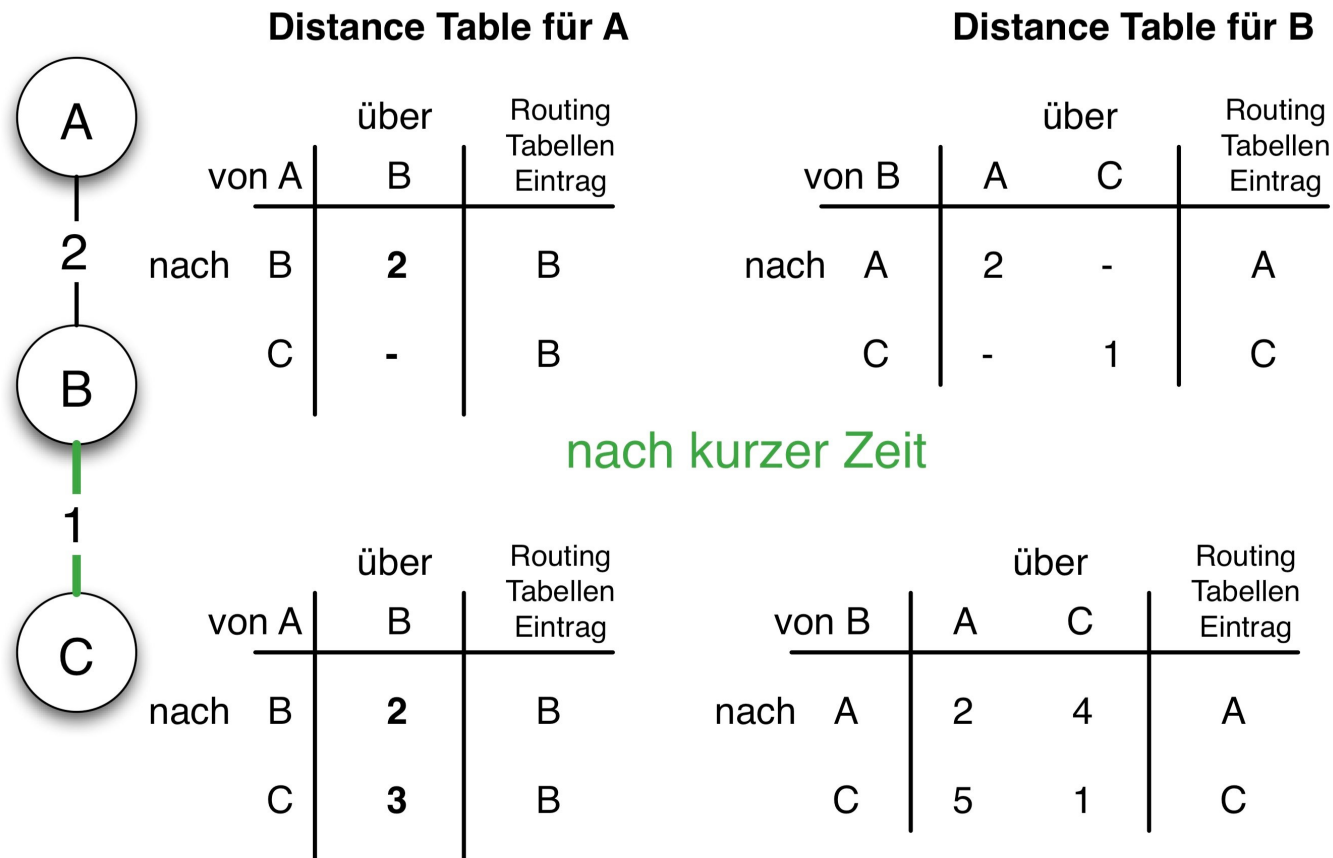 Distance Table für A
Distance Table für B
A
2
B
1
C
über
Routing
Tabellen
Eintrag
von A B
nach B 2 B
C - B
über
Routing
Tabellen
Eintrag
von B A C
nach A 2 - A
C - 1 C
nach kurzer Zeit
über
Routing
Tabellen
Eintrag
von A B
nach B 2 B
C 3 B
über
Routing
Tabellen
Eintrag
von B A C
nach A 2 4 A
C 5 1 C